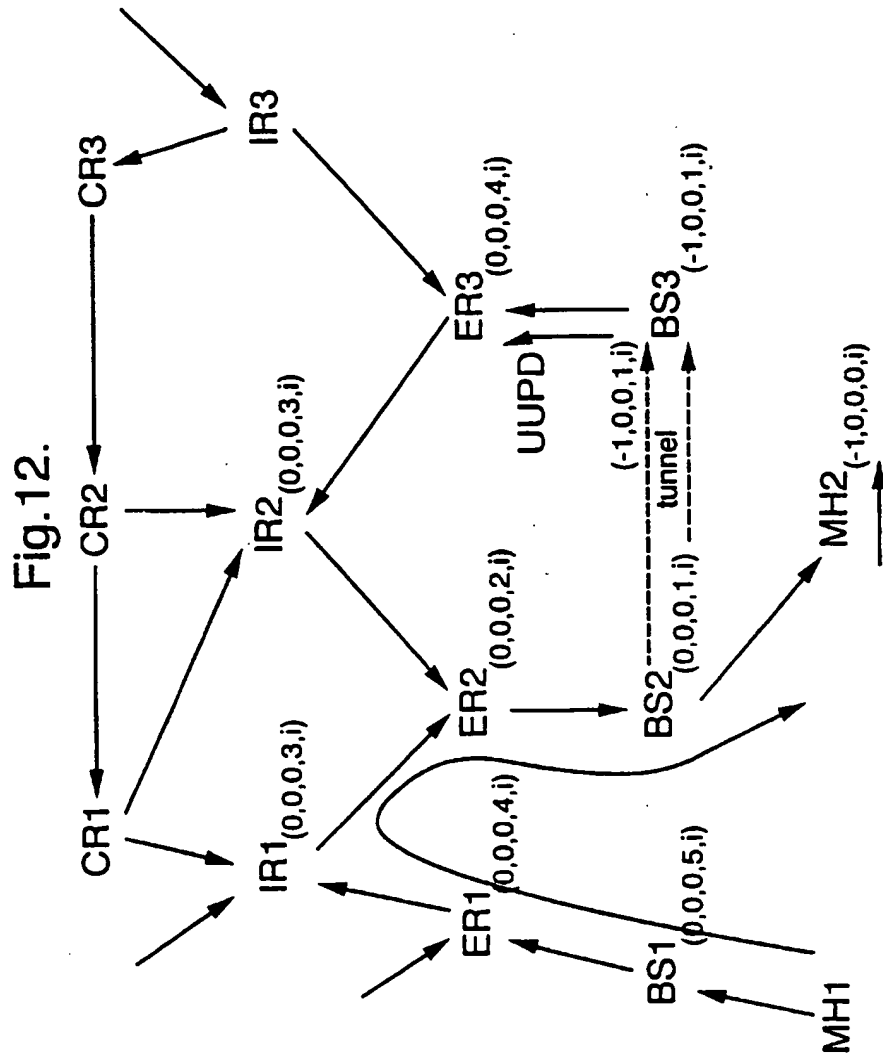 Fig.12.
CR1
CR2
CR3
IR1(0,0,0,3,i)
IR2(0,0,0,3,i)
IR3
ER1(0,0,0,4,i)
ER2(0,0,0,2,i)
ER3(0,0,0,4,i)
UUPD
(-1,0,0,1,i)
tunnel
BS1(0,0,0,5,i)
BS2(0,0,0,1,i)
BS3(-1,0,0,1,i)
MH1
MH2(-1,0,0,0,i)